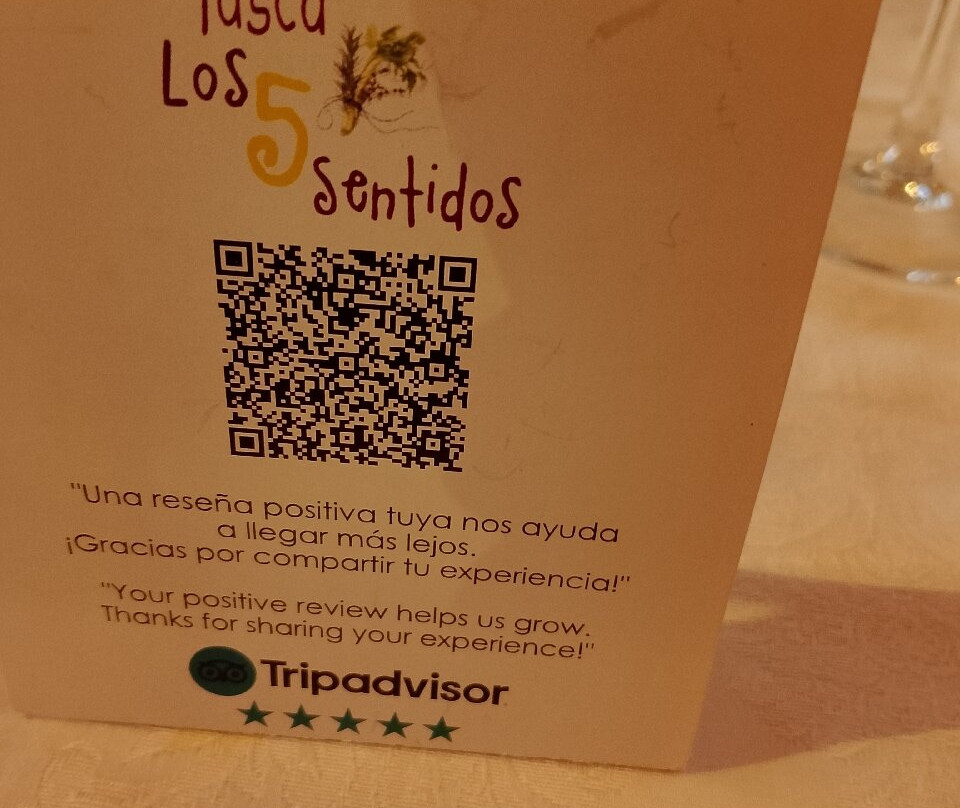 Tasca
Los 5
Sentidos
"Una reseña positiva tuya nos ayuda
a llegar más lejos.
¡Gracias por compartir tu experiencia!"
"Your positive review helps us grow.
Thanks for sharing your experience!"
Tripadvisor